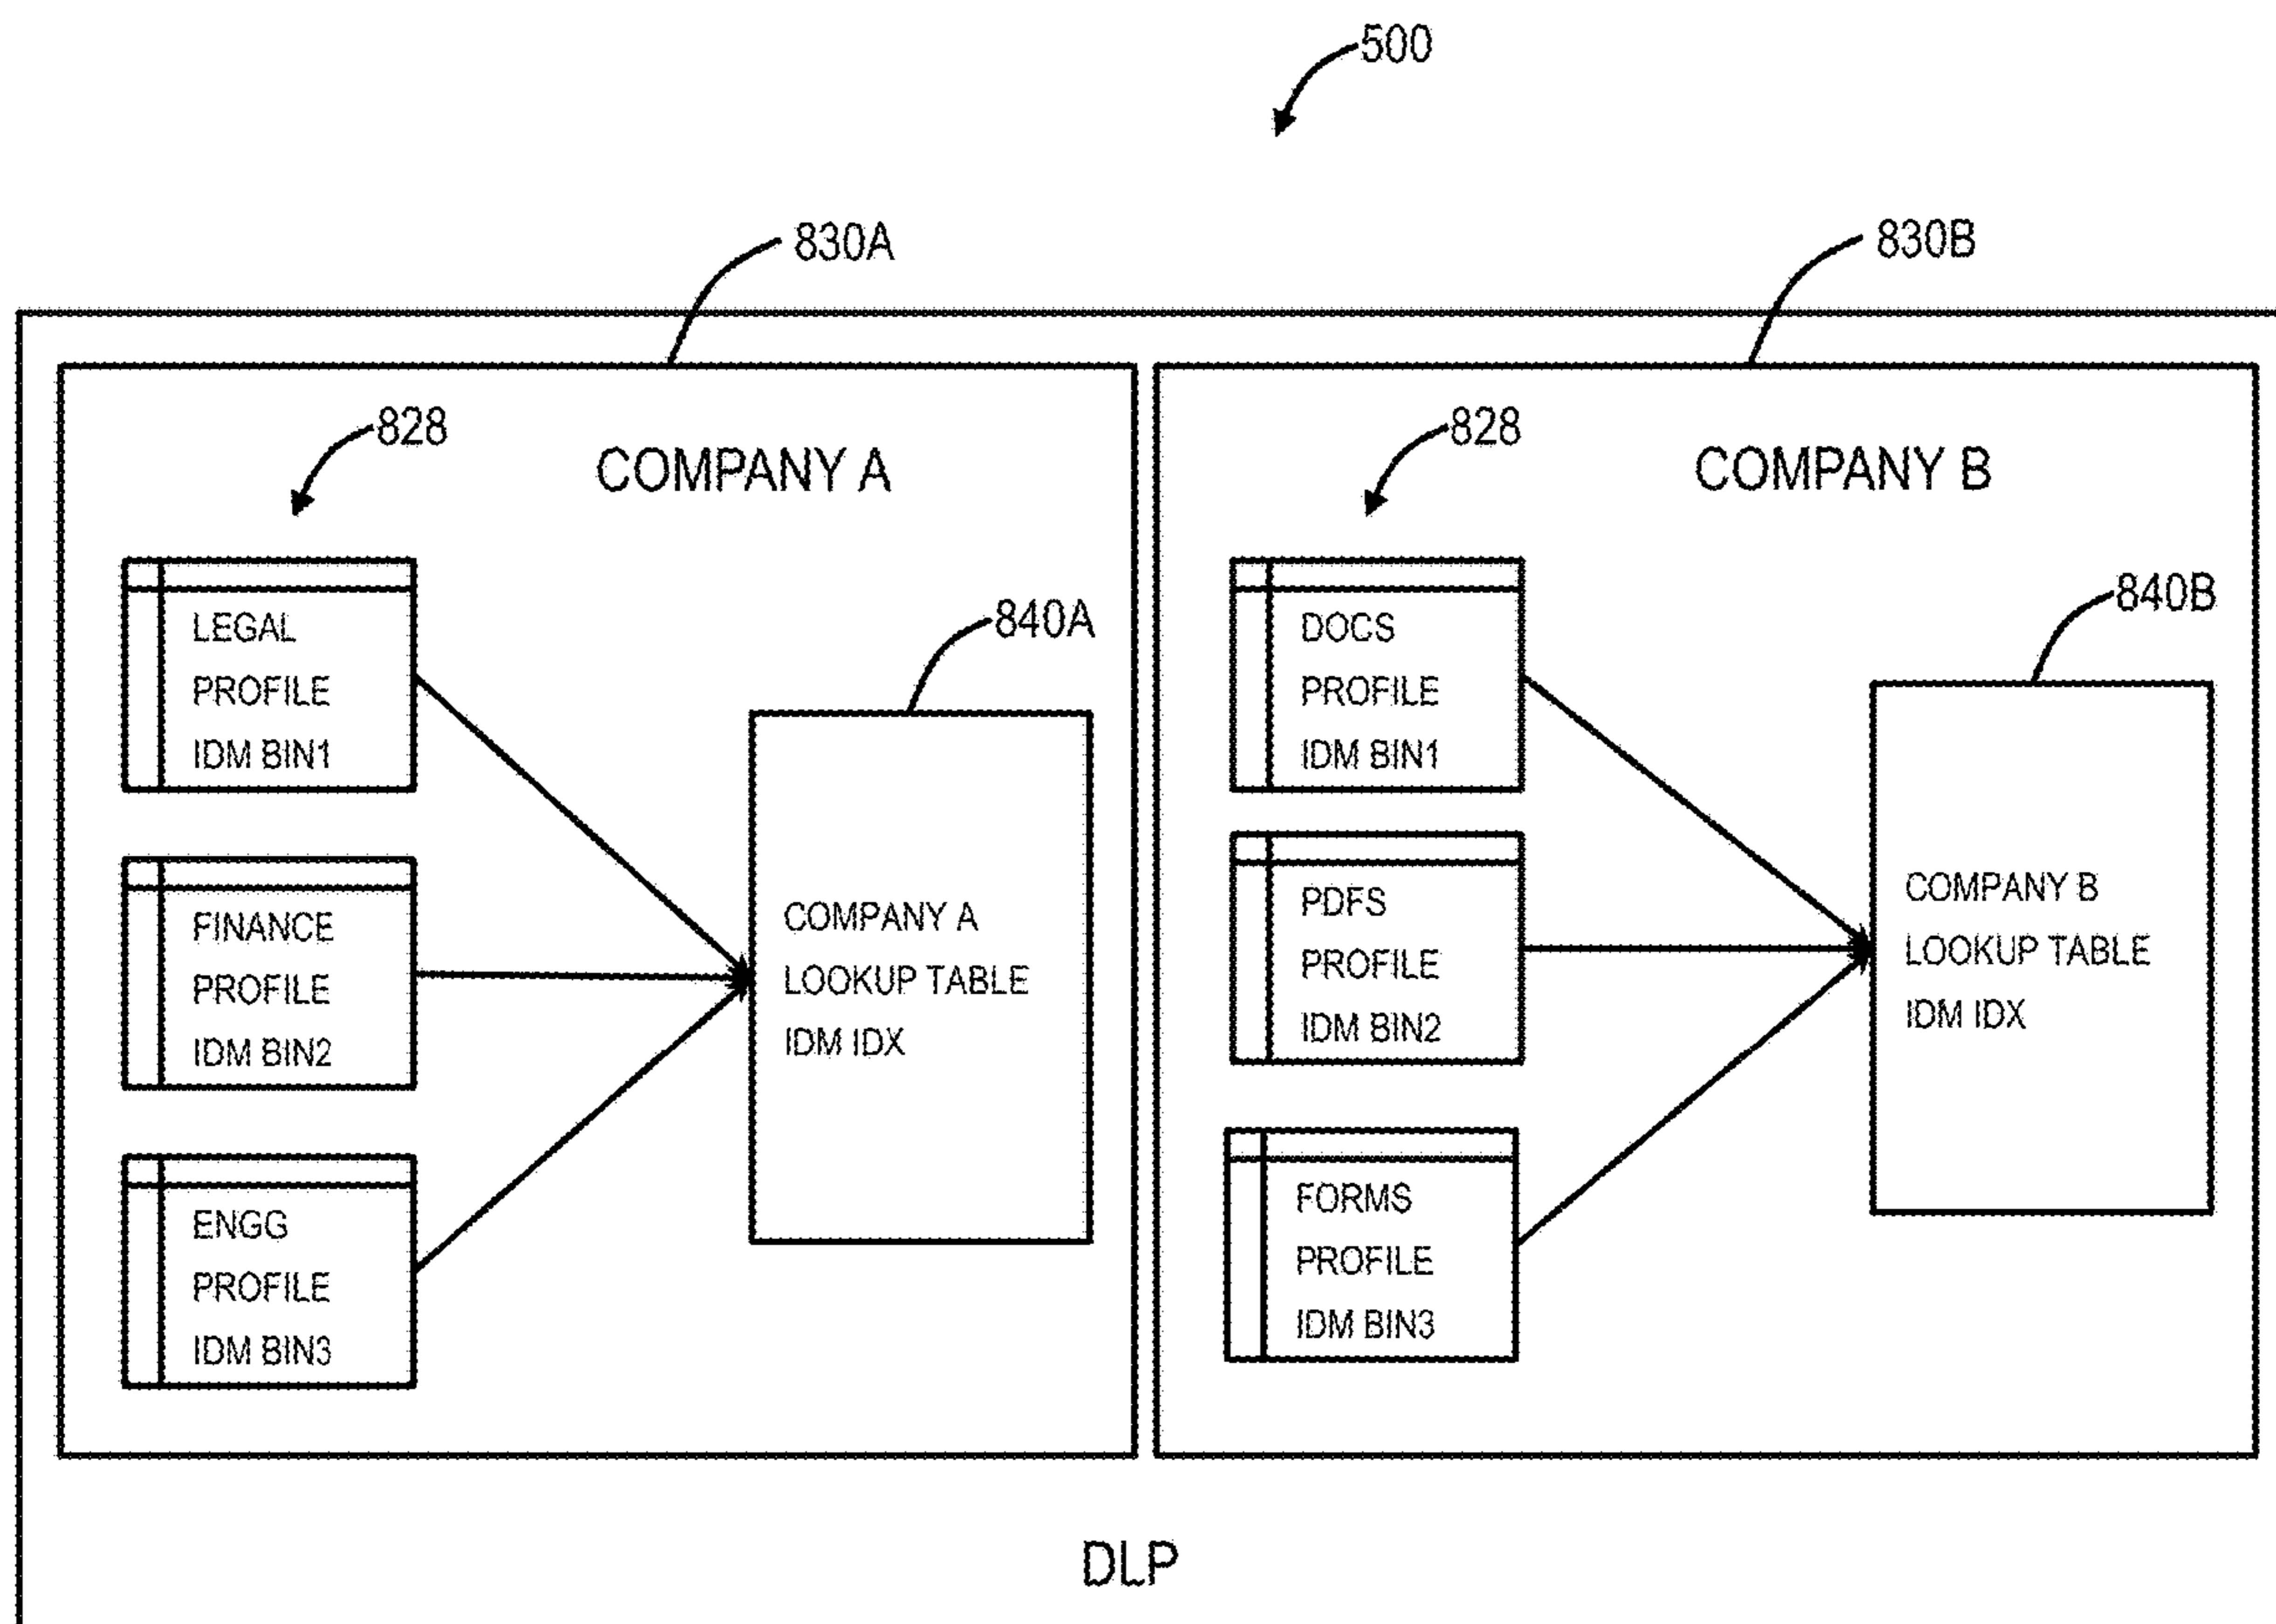 500
830A
830B
828
COMPANY A
LEGAL
PROFILE
IDM BIN1
FINANCE
PROFILE
IDM BIN2
ENGG
PROFILE
IDM BIN3
840A
COMPANY A
LOOKUP TABLE
IDM IDX
828
COMPANY B
DOCS
PROFILE
IDM BIN1
PDFS
PROFILE
IDM BIN2
FORMS
PROFILE
IDM BIN3
840B
COMPANY B
LOOKUP TABLE
IDM IDX
DLP